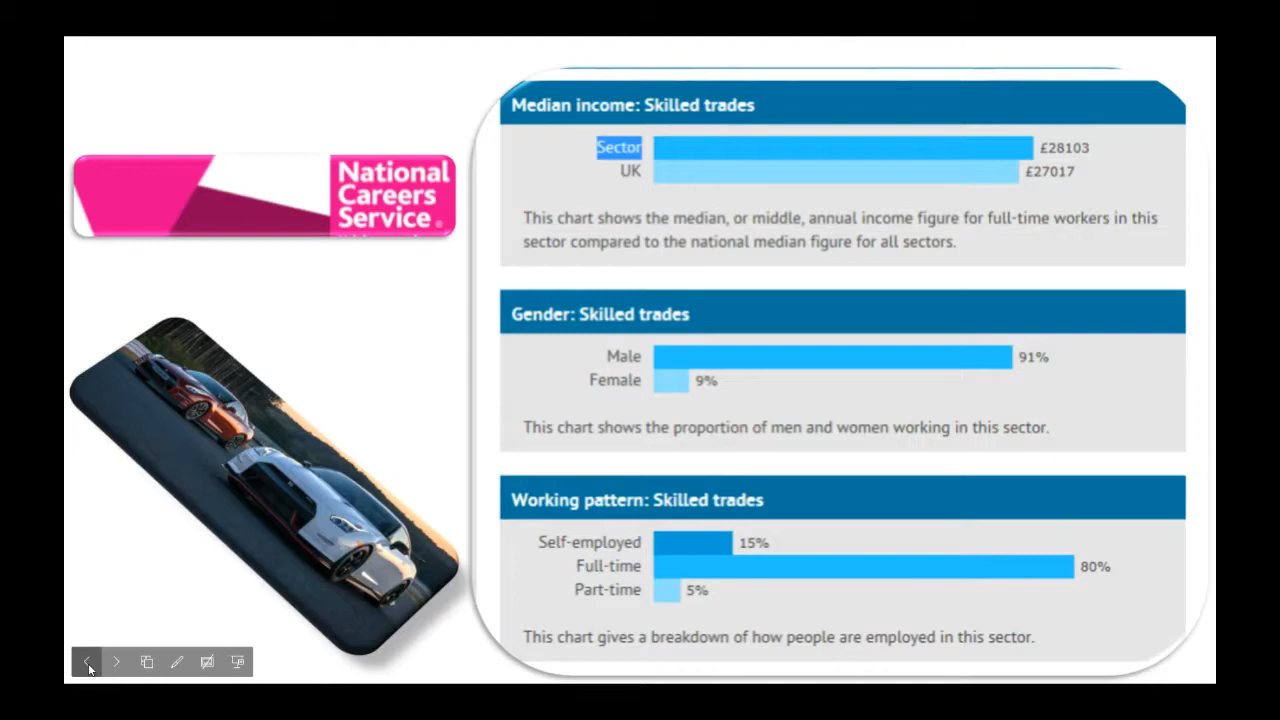 National
Careers
Service
Median income: Skilled trades
Sector £28103
UK £27017
This chart shows the median, or middle, annual income figure for full-time workers in this
sector compared to the national median figure for all sectors.
Gender: Skilled trades
Male 91%
Female 9%
This chart shows the proportion of men and women working in this sector.
Working pattern: Skilled trades
Self-employed 15%
Full-time 80%
Part-time 5%
This chart gives a breakdown of how people are employed in this sector.